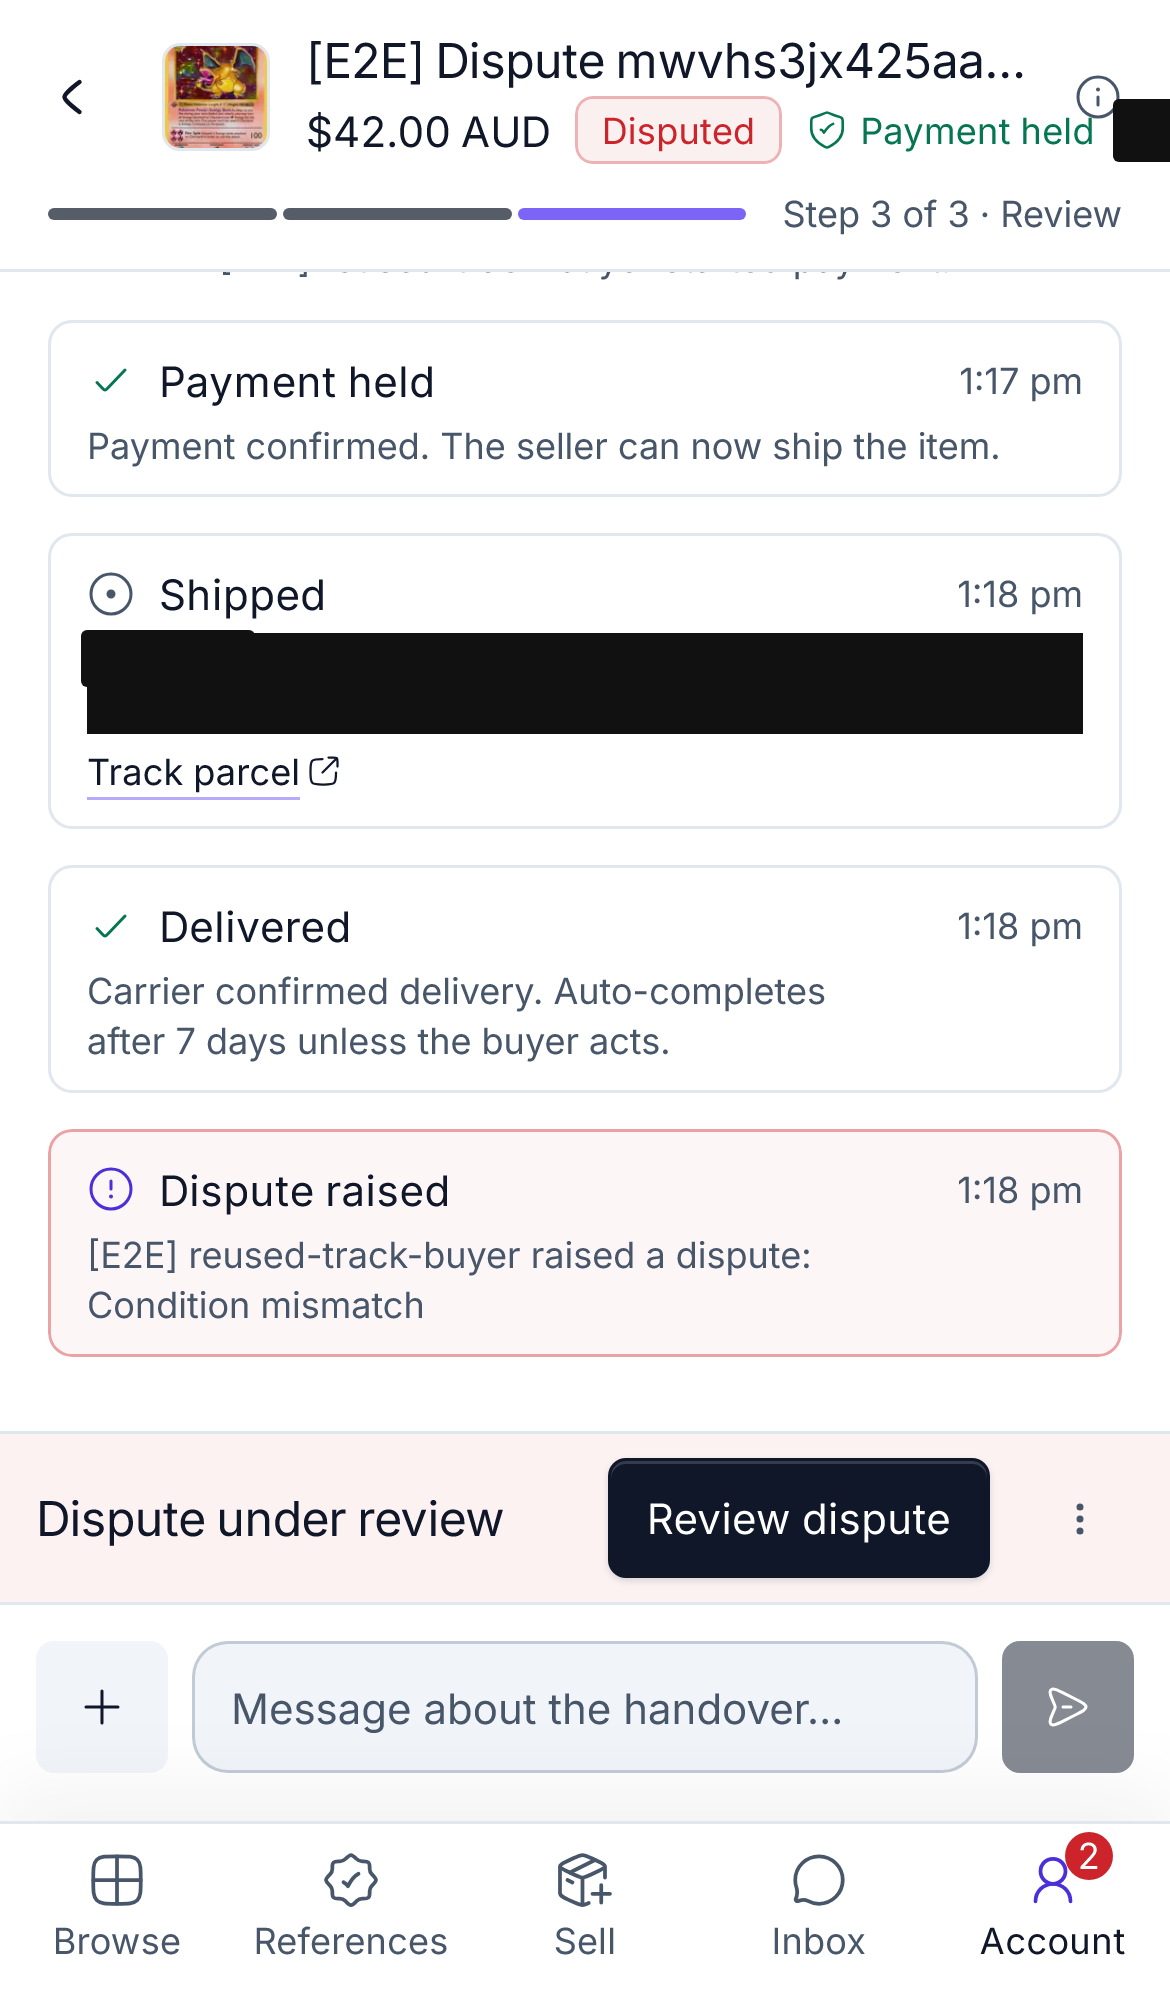 [E2E] Dispute mwvhs3jx425aa...
$42.00 AUD Disputed Payment held
Step 3 of 3 · Review
Payment held 1:17 pm
Payment confirmed. The seller can now ship the item.
Shipped 1:18 pm
Track parcel
Delivered 1:18 pm
Carrier confirmed delivery. Auto-completes
after 7 days unless the buyer acts.
Dispute raised 1:18 pm
[E2E] reused-track-buyer raised a dispute:
Condition mismatch
Dispute under review Review dispute
Message about the handover...
2
Browse References Sell Inbox Account